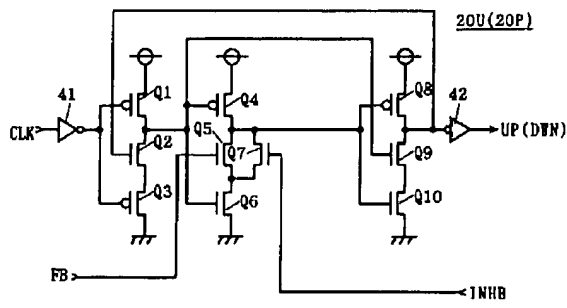 20U(20P)
41
Q1
Q4
Q8
42
CLK
Q5
Q2
Q7
UP(DWN)
Q9
Q3
Q6
Q10
FB
INHB